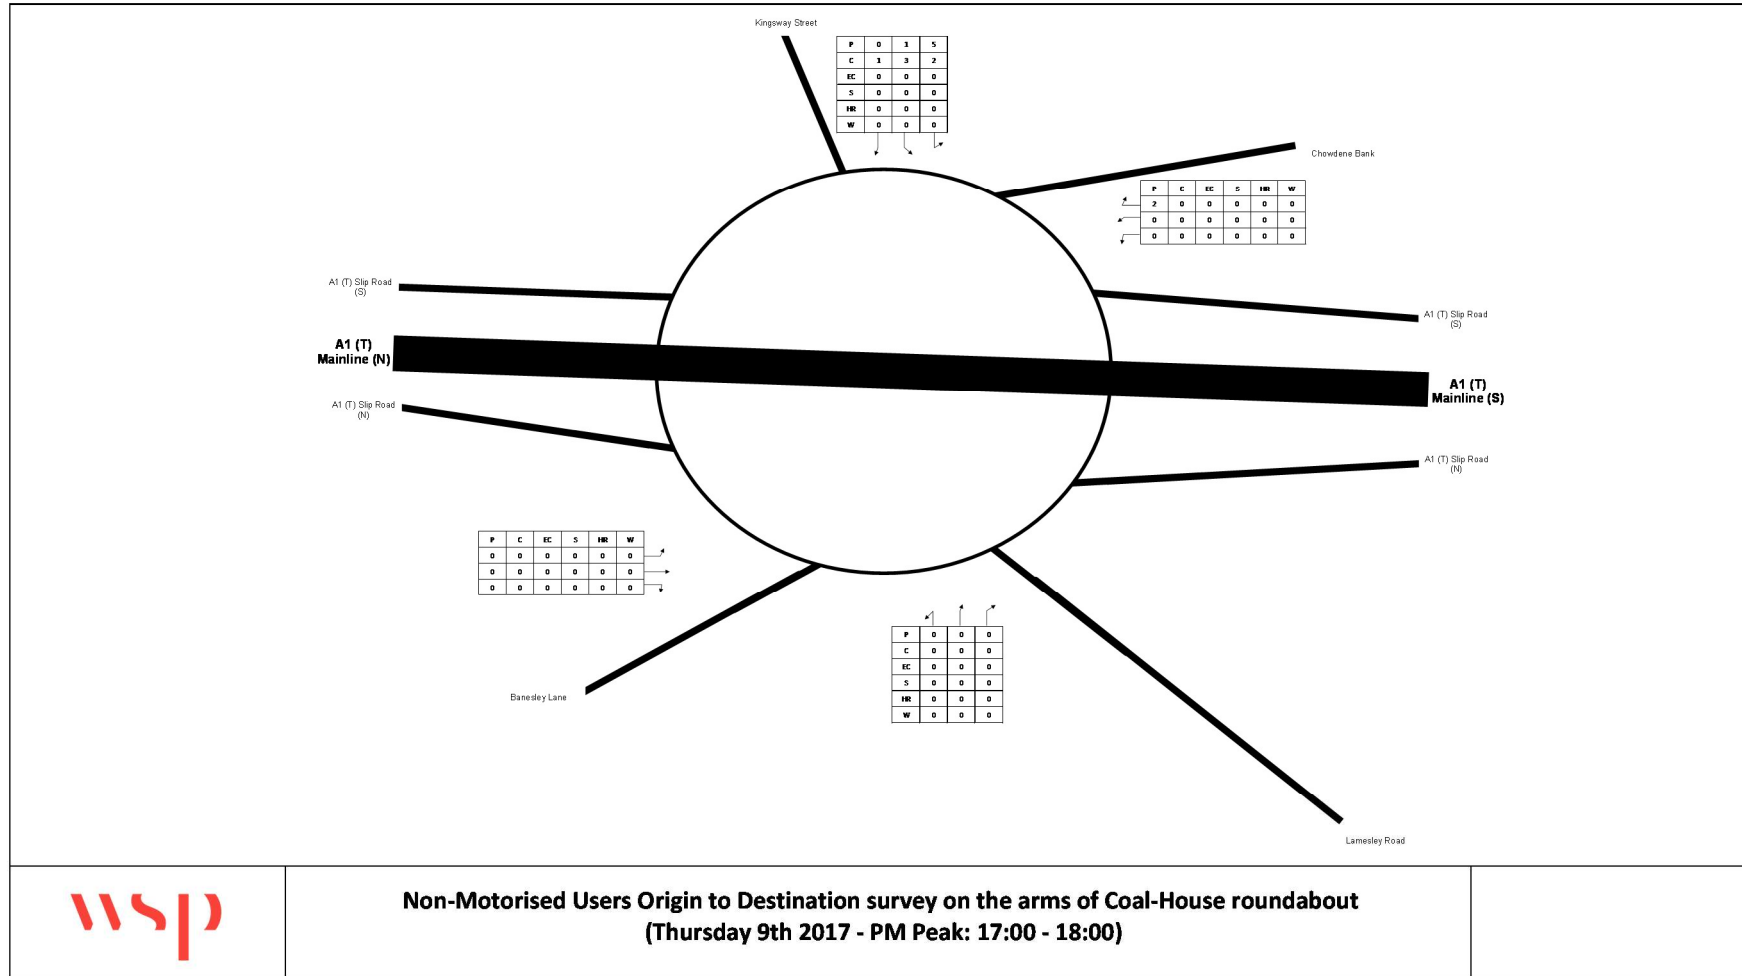 Kingsway Street
P 0 1 5
C 1 3 2
EC 0 0 0
S 0 0 0
HR 0 0 0
W 0 0 0
Chowdene Bank
P C EC S HR W
2 0 0 0 0 0
0 0 0 0 0 0
0 0 0 0 0 0
A1 (T) Slip Road
(S)
A1 (T) Slip Road
(S)
A1 (T)
Mainline (N)
A1 (T)
Mainline (S)
A1 (T) Slip Road
(N)
A1 (T) Slip Road
(N)
P C EC S HR W
0 0 0 0 0 0
0 0 0 0 0 0
0 0 0 0 0 0
P 0 0 0
C 0 0 0
EC 0 0 0
S 0 0 0
HR 0 0 0
W 0 0 0
Banesley Lane
Lamesley Road
wsp
Non-Motorised Users Origin to Destination survey on the arms of Coal-House roundabout
(Thursday 9th 2017 - PM Peak: 17:00 - 18:00)